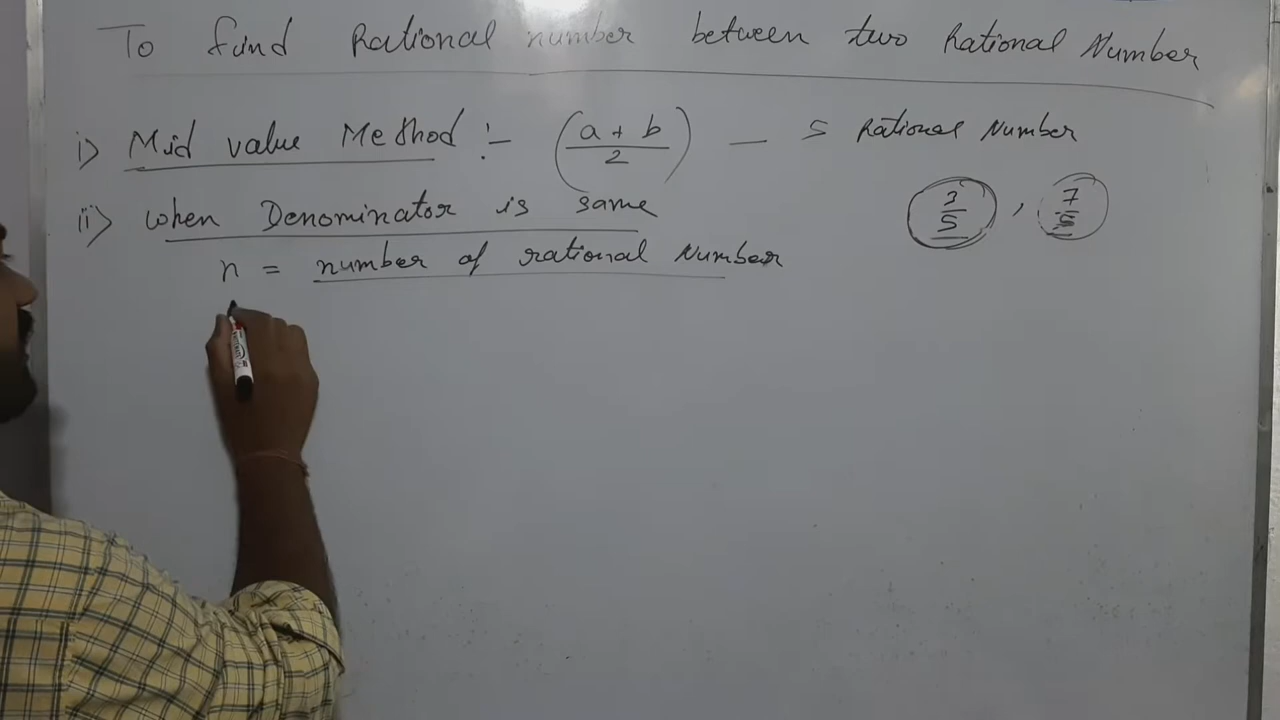 To find Rational number between two Rational Number
i) Mid value Method :- (a + b / 2) — 5 Rational Number
ii) when Denominator is same 3/5 , 7/5
n = number of rational Number